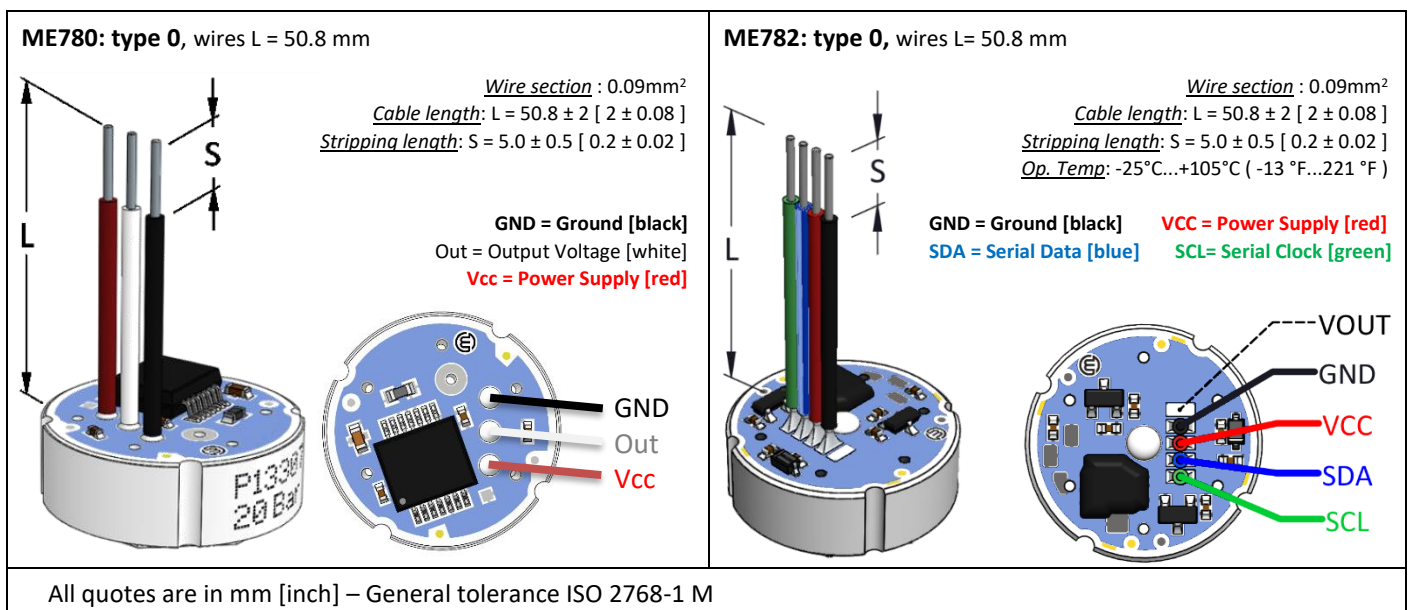 ME780: type 0, wires L = 50.8 mm
Wire section : 0.09mm²
Cable length: L = 50.8 ± 2 [ 2 ± 0.08 ]
Stripping length: S = 5.0 ± 0.5 [ 0.2 ± 0.02 ]
S
L
GND = Ground [black]
Out = Output Voltage [white]
Vcc = Power Supply [red]
GND
Out
Vcc
20 Bar
ME782: type 0, wires L= 50.8 mm
Wire section : 0.09mm²
Cable length: L = 50.8 ± 2 [ 2 ± 0.08 ]
Stripping length: S = 5.0 ± 0.5 [ 0.2 ± 0.02 ]
Op. Temp: -25°C...+105°C ( -13 °F...221 °F )
S
L
GND = Ground [black] VCC = Power Supply [red]
SDA = Serial Data [blue] SCL= Serial Clock [green]
VOUT
GND
VCC
SDA
SCL
All quotes are in mm [inch] – General tolerance ISO 2768-1 M